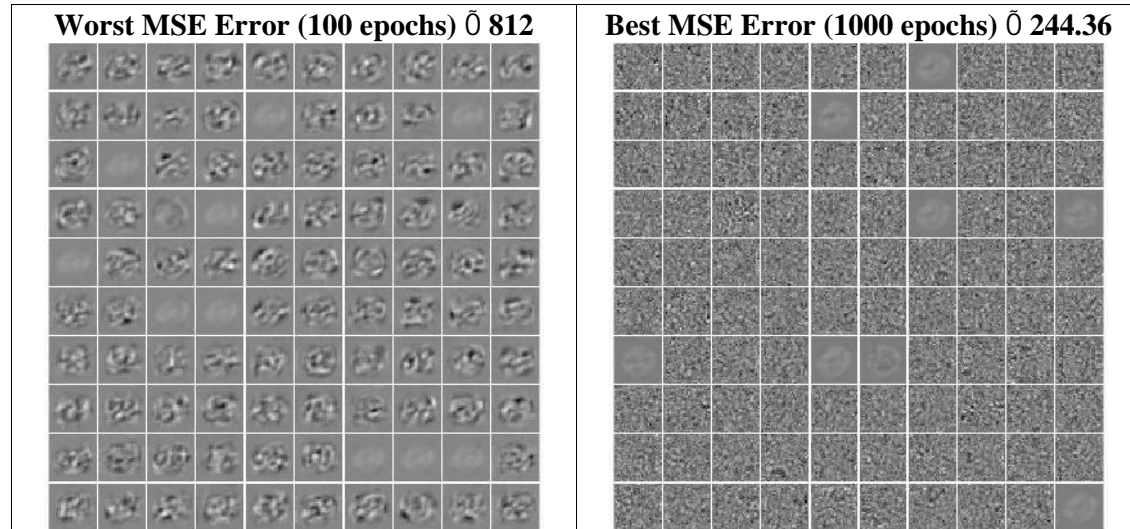 Worst MSE Error (100 epochs) Õ 812
Best MSE Error (1000 epochs) Õ 244.36